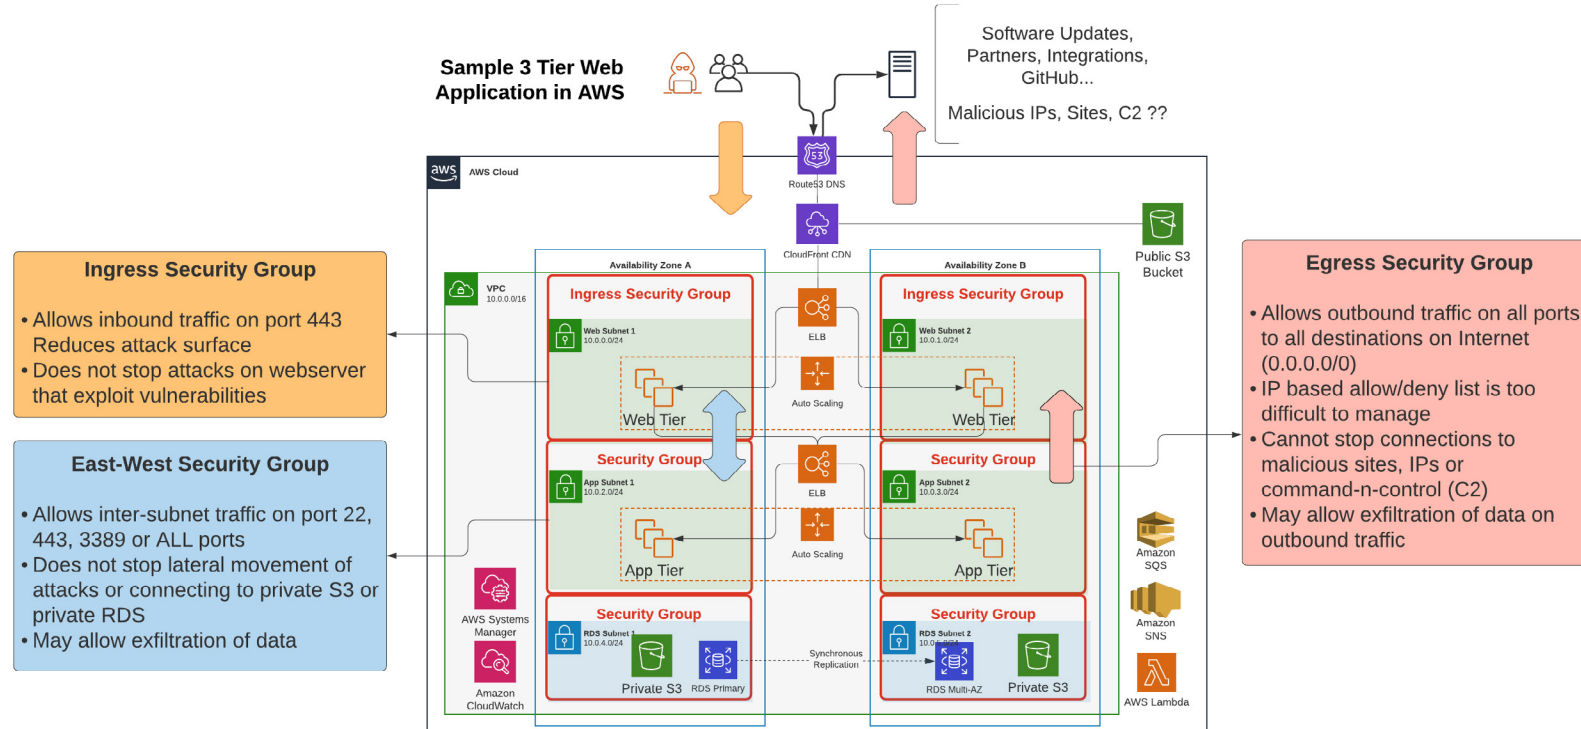 Sample 3 Tier Web
Application in AWS
Software Updates,
Partners, Integrations,
GitHub...
Malicious IPs, Sites, C2 ??
53
Route53 DNS
aws
AWS Cloud
CloudFront CDN
Public S3
Bucket
Ingress Security Group
• Allows inbound traffic on port 443
Reduces attack surface
• Does not stop attacks on webserver
that exploit vulnerabilities
East-West Security Group
• Allows inter-subnet traffic on port 22,
443, 3389 or ALL ports
• Does not stop lateral movement of
attacks or connecting to private S3 or
private RDS
• May allow exfiltration of data
VPC
10.0.0.0/16
Availability Zone A
Ingress Security Group
Web Subnet 1
10.0.0.0/24
Web Tier
Security Group
App Subnet 1
10.0.2.0/24
App Tier
Security Group
RDS Subnet 1
10.0.4.0/24
Private S3
RDS Primary
ELB
Auto Scaling
ELB
Auto Scaling
Synchronous
Replication
Availability Zone B
Ingress Security Group
Web Subnet 2
10.0.1.0/24
Web Tier
Security Group
App Subnet 2
10.0.3.0/24
App Tier
Security Group
RDS Subnet 2
RDS Multi-AZ
Private S3
AWS Systems
Manager
Amazon
CloudWatch
Amazon
SQS
Amazon
SNS
AWS Lambda
Egress Security Group
• Allows outbound traffic on all ports
to all destinations on Internet
(0.0.0.0/0)
• IP based allow/deny list is too
difficult to manage
• Cannot stop connections to
malicious sites, IPs or
command-n-control (C2)
• May allow exfiltration of data on
outbound traffic